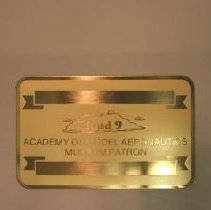 Cloud 9
ACADEMY OF MODEL AERONAUTICS
MUSEUM PATRON